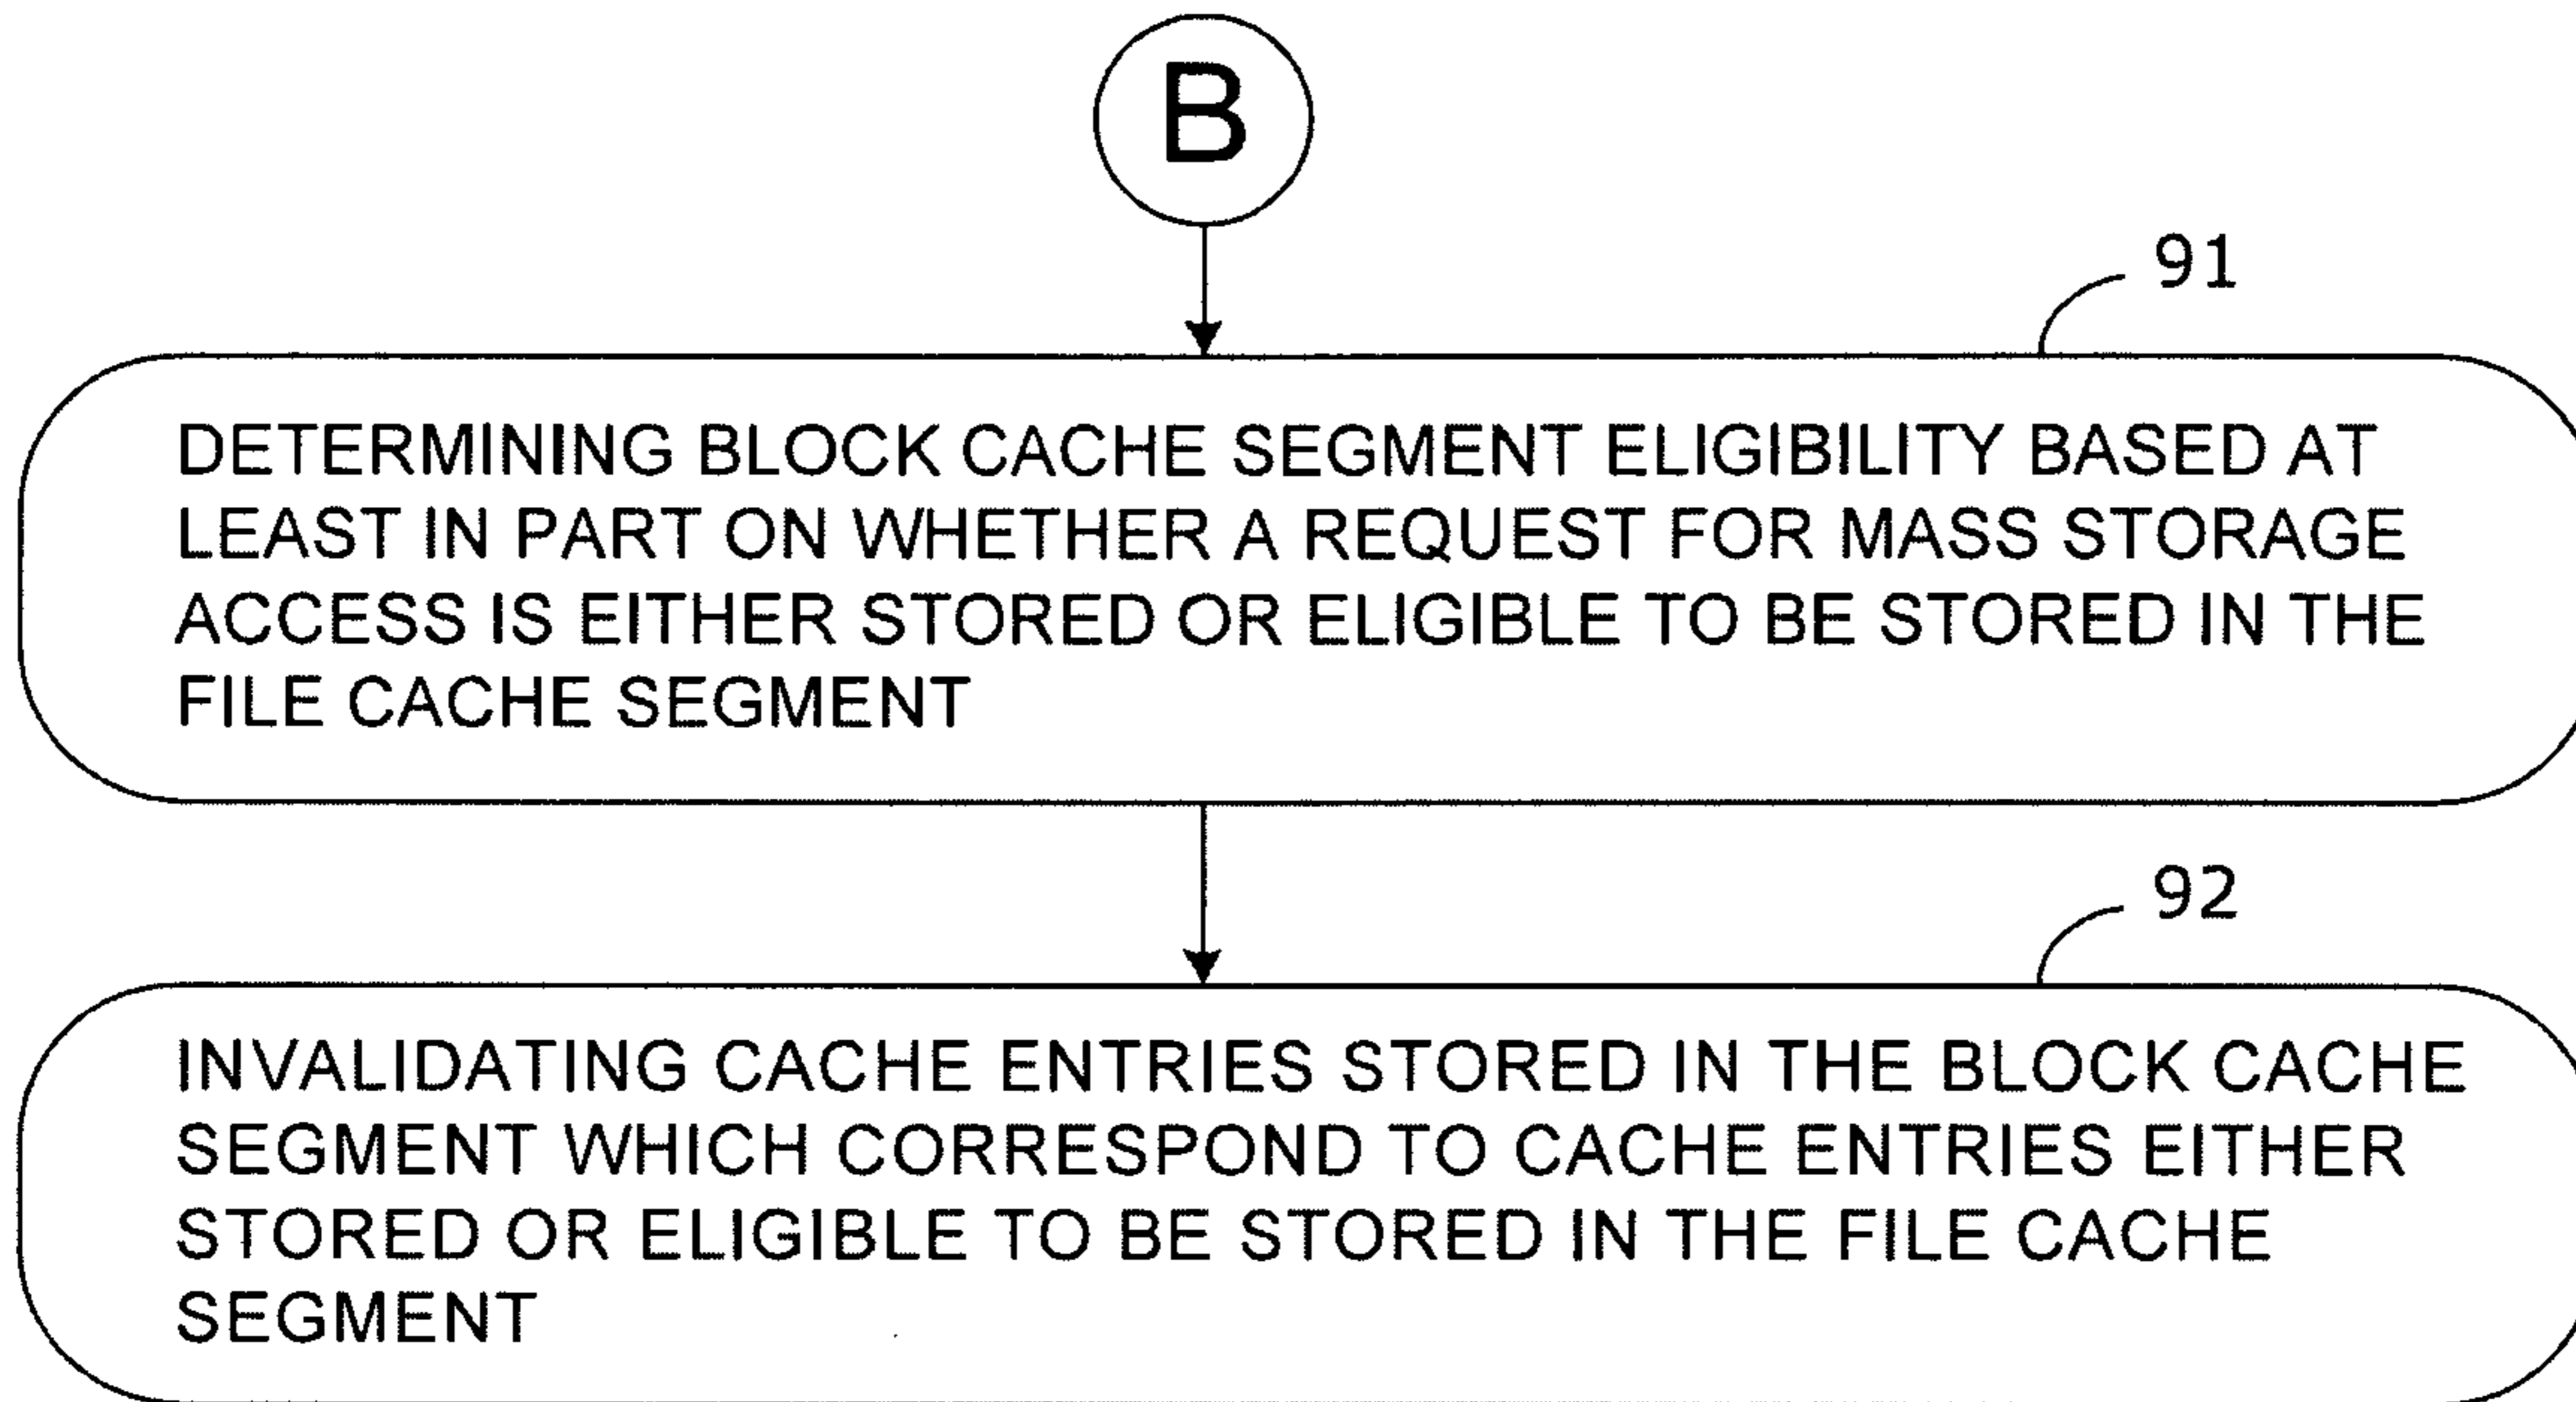 B
91
DETERMINING BLOCK CACHE SEGMENT ELIGIBILITY BASED AT
LEAST IN PART ON WHETHER A REQUEST FOR MASS STORAGE
ACCESS IS EITHER STORED OR ELIGIBLE TO BE STORED IN THE
FILE CACHE SEGMENT
92
INVALIDATING CACHE ENTRIES STORED IN THE BLOCK CACHE
SEGMENT WHICH CORRESPOND TO CACHE ENTRIES EITHER
STORED OR ELIGIBLE TO BE STORED IN THE FILE CACHE
SEGMENT